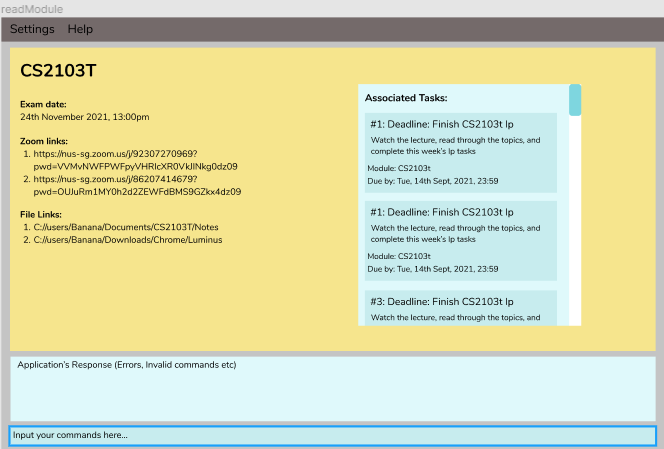 readModule
Settings Help
CS2103T
Exam date:
24th November 2021, 13:00pm
Zoom links:
1. https://nus-sg.zoom.us/j/92307270969?
pwd=VVMvNWFPWFpyVHRlcXR0VkJlNkg0dz09
2. https://nus-sg.zoom.us/j/86207414679?
pwd=OUJuRm1MY0h2d2ZEWFdBMS9GZkx4dz09
File Links:
1. C://users/Banana/Documents/CS2103T/Notes
2. C://users/Banana/Downloads/Chrome/Luminus
Associated Tasks:
#1: Deadline: Finish CS2103t Ip
Watch the lecture, read through the topics, and
complete this week's Ip tasks
Module: CS2103t
Due by: Tue, 14th Sept, 2021, 23:59
#1: Deadline: Finish CS2103t Ip
Watch the lecture, read through the topics, and
complete this week's Ip tasks
Module: CS2103t
Due by: Tue, 14th Sept, 2021, 23:59
#3: Deadline: Finish CS2103t Ip
Watch the lecture, read through the topics, and
Application's Response (Errors, Invalid commands etc)
Input your commands here...